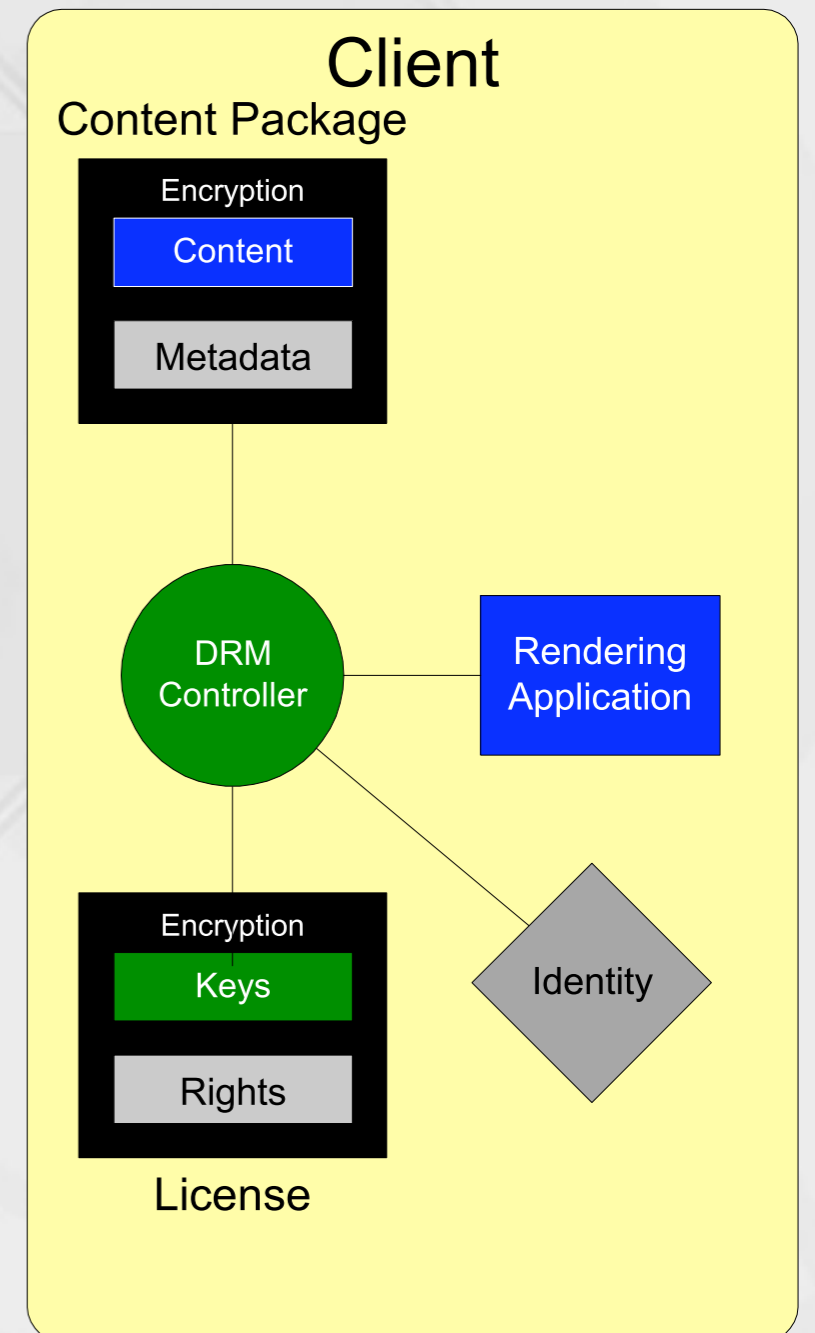 Client
Content Package
Encryption
Content
Metadata
DRM
Controller
Rendering
Application
Encryption
Keys
Identity
Rights
License